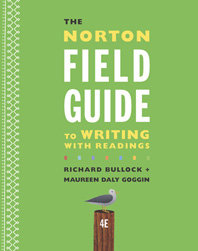 THE
NORTON
FIELD
GUIDE
TO WRITING
WITH READINGS
RICHARD BULLOCK +
MAUREEN DALY GOGGIN
4E